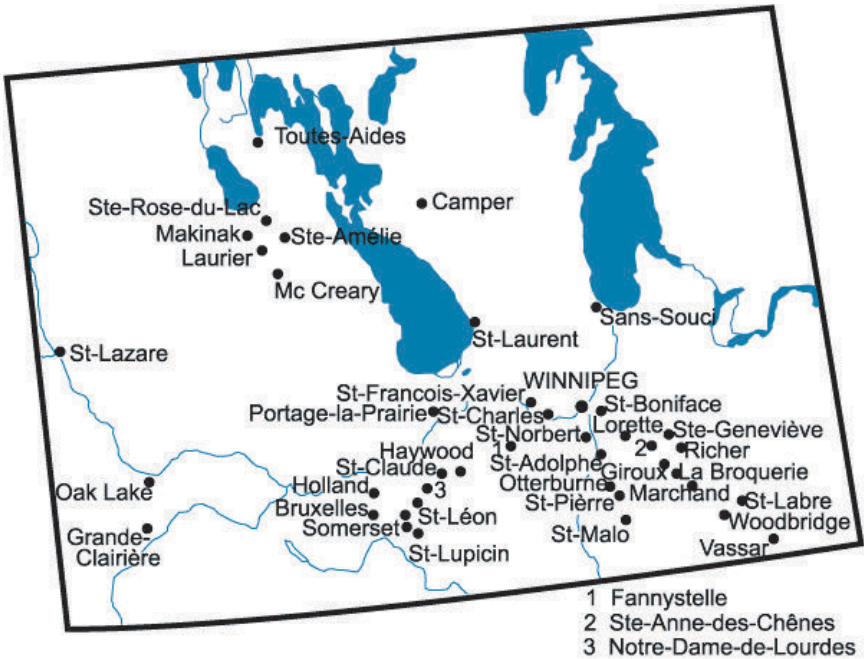 Toutes-Aides
Camper
Ste-Rose-du-Lac
Makinak
Ste-Amélie
Laurier
Mc Creary
Sans-Souci
St-Laurent
St-Lazare
St-Francois-Xavier
WINNIPEG
Portage-la-Prairie
St-Charles
St-Boniface
Lorette
Ste-Geneviève
St-Norbert
1
2
Haywood
Richer
St-Claude
St-Adolphe
Giroux
La Broquerie
Oak Lake
Holland
3
Otterburne
Marchand
St-Pièrre
St-Labre
Bruxelles
St-Léon
Somerset
Woodbridge
Grande-
Clairière
St-Malo
St-Lupicin
Vassar
1 Fannystelle
2 Ste-Anne-des-Chênes
3 Notre-Dame-de-Lourdes